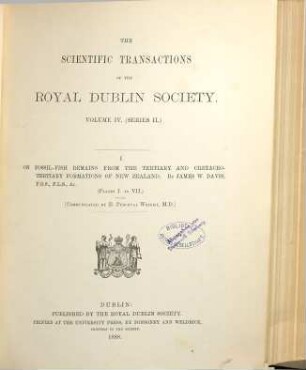 THE
SCIENTIFIC TRANSACTIONS
OF THE
ROYAL DUBLIN SOCIETY.
VOLUME IV. (SERIES II.)
I.
ON FOSSIL-FISH REMAINS FROM THE TERTIARY AND CRETACEO-
TERTIARY FORMATIONS OF NEW ZEALAND. By JAMES W. DAVIS,
F.G.S., F.L.S., &c.
(PLATES I. TO VII.)
[COMMUNICATED BY E. PERCEVAL WRIGHT, M.D.]
DUBLIN:
PUBLISHED BY THE ROYAL DUBLIN SOCIETY.
PRINTED AT THE UNIVERSITY PRESS, BY PONSONBY AND WELDRICK,
PRINTERS TO THE SOCIETY.
1888.